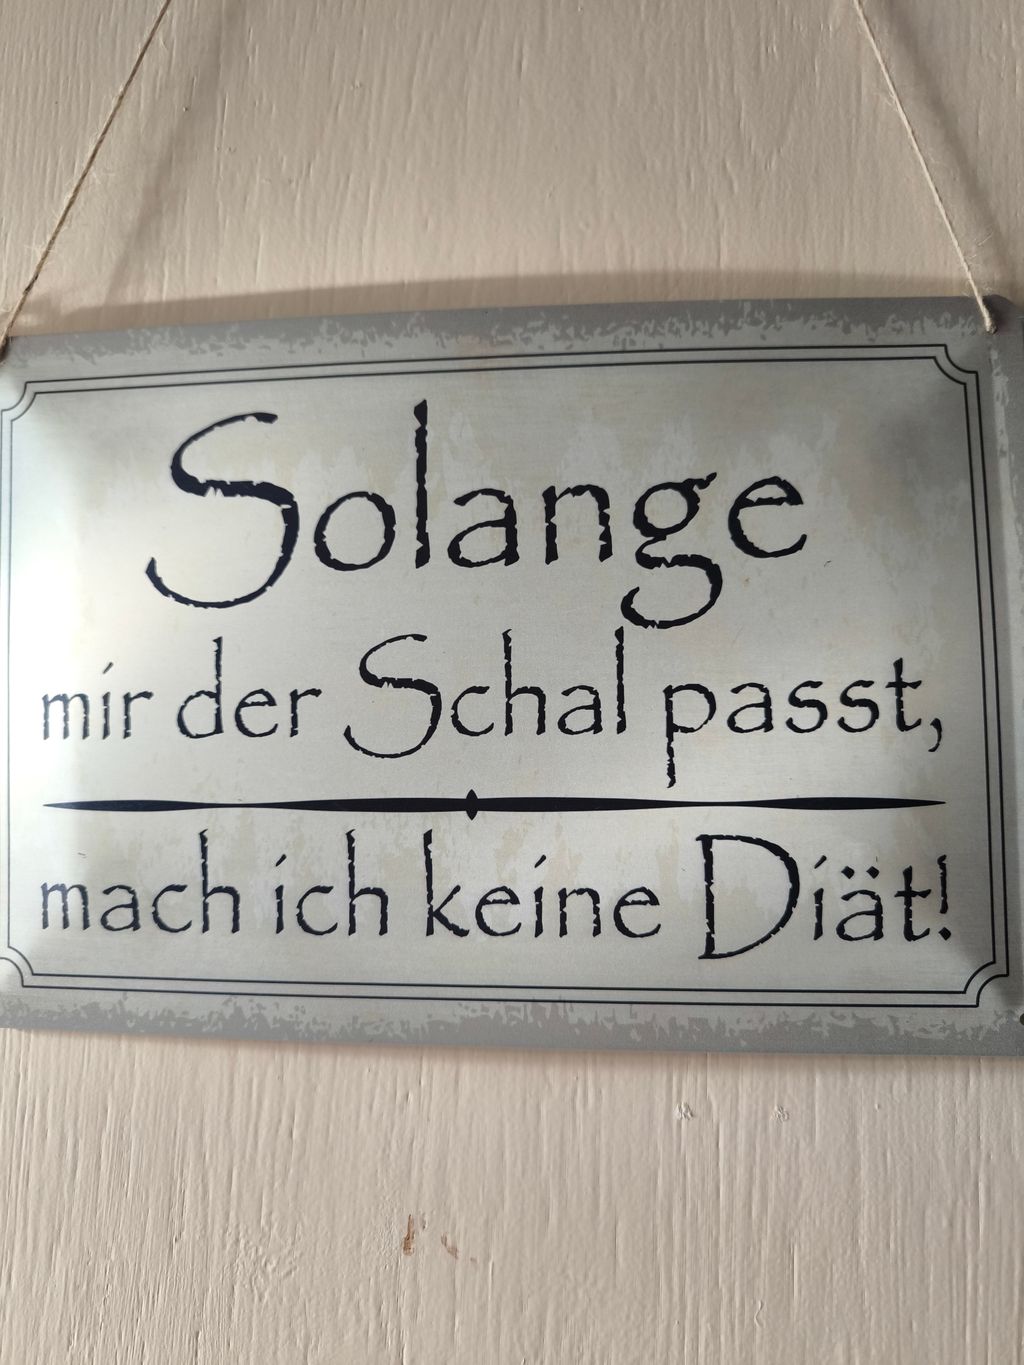 Solange
mir der Schal passt,
mach ich keine Diät!